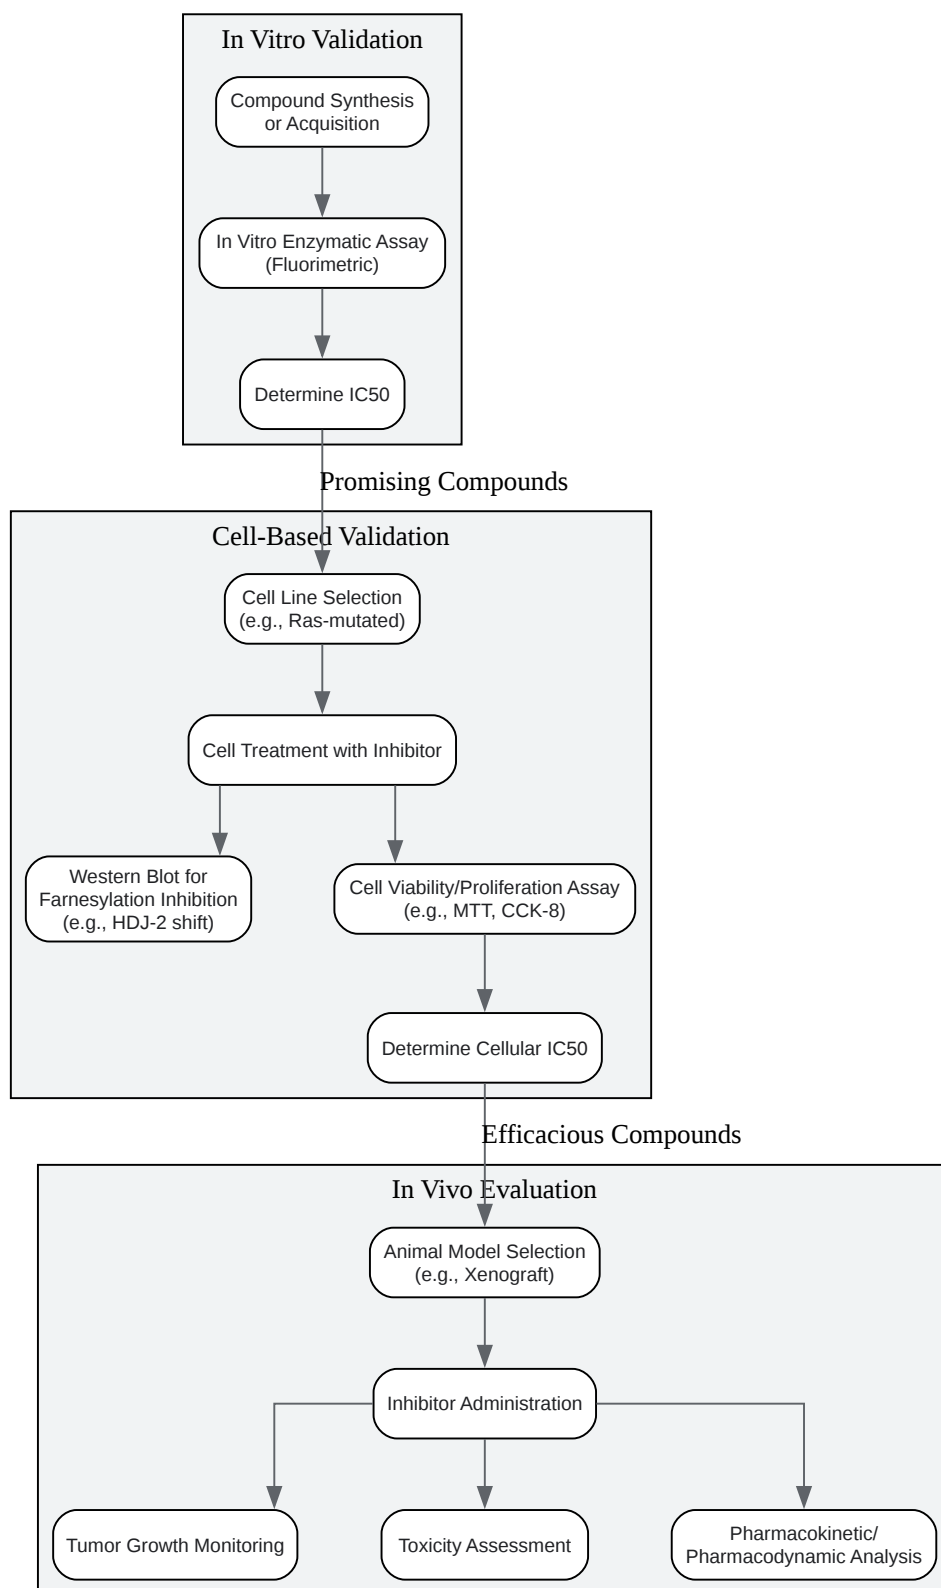 In Vitro Validation
Compound Synthesis
or Acquisition
In Vitro Enzymatic Assay
(Fluorimetric)
Determine IC50
Promising Compounds
Cell-Based Validation
Cell Line Selection
(e.g., Ras-mutated)
Cell Treatment with Inhibitor
Western Blot for
Farnesylation Inhibition
(e.g., HDJ-2 shift)
Cell Viability/Proliferation Assay
(e.g., MTT, CCK-8)
Determine Cellular IC50
Efficacious Compounds
In Vivo Evaluation
Animal Model Selection
(e.g., Xenograft)
Inhibitor Administration
Tumor Growth Monitoring
Toxicity Assessment
Pharmacokinetic/
Pharmacodynamic Analysis